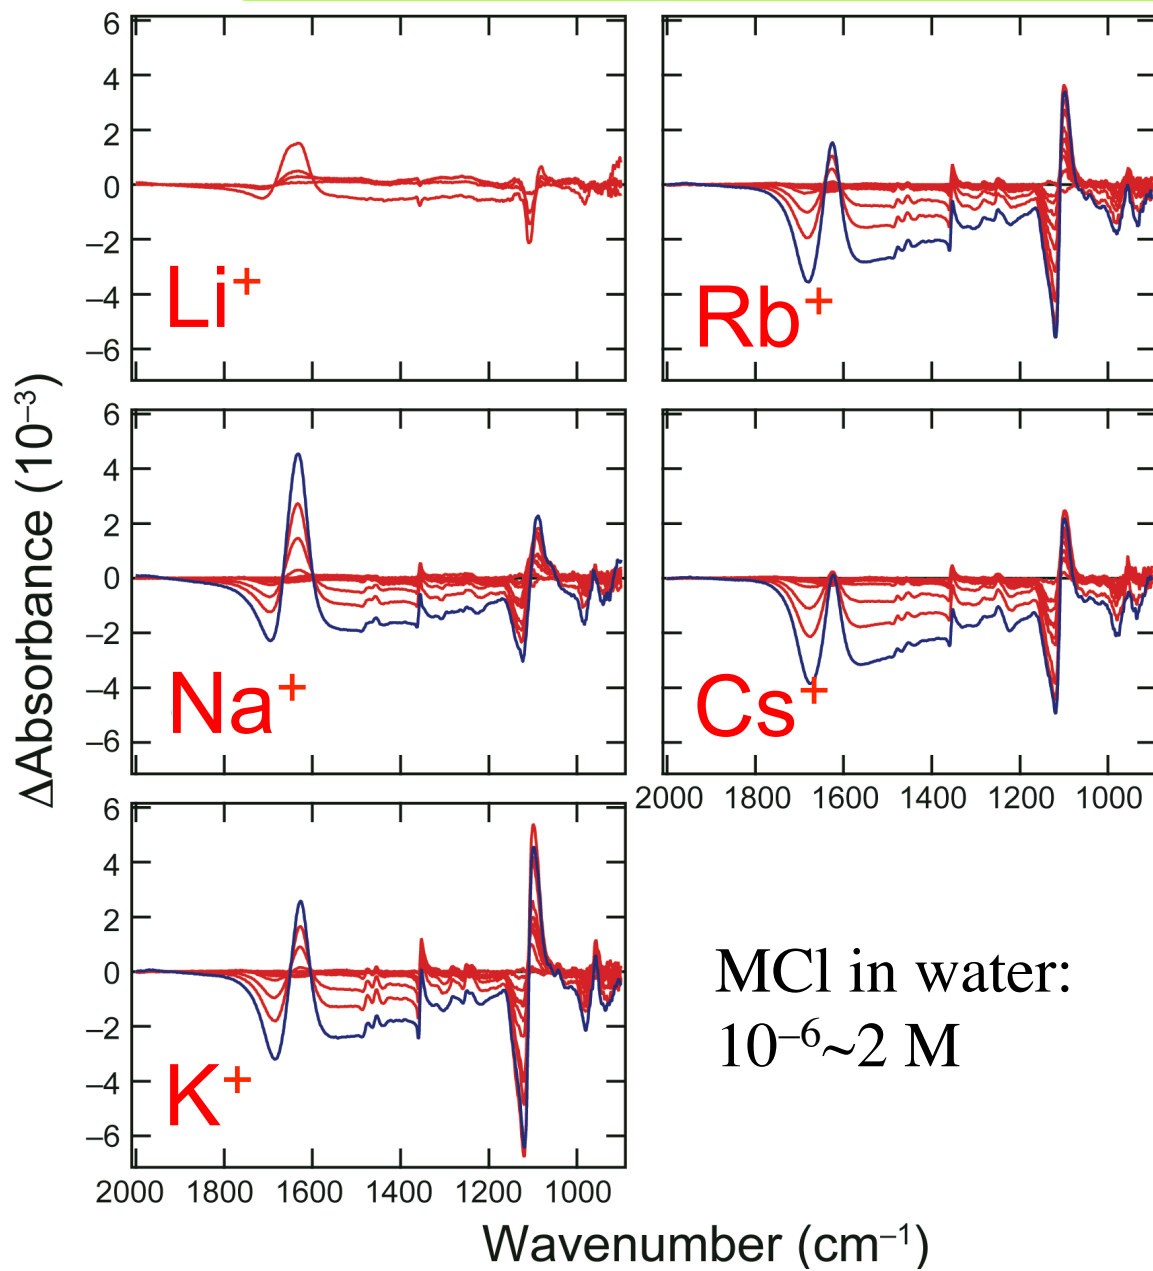 6
4
2
0
–2
–4
–6
Li+
Rb+
ΔAbsorbance (10–3)
6
4
2
0
–2
–4
–6
Na+
Cs+
2000 1800 1600 1400 1200 1000
6
4
2
0
–2
–4
–6
K+
2000 1800 1600 1400 1200 1000
MCl in water:
10–6~2 M
Wavenumber (cm–1)